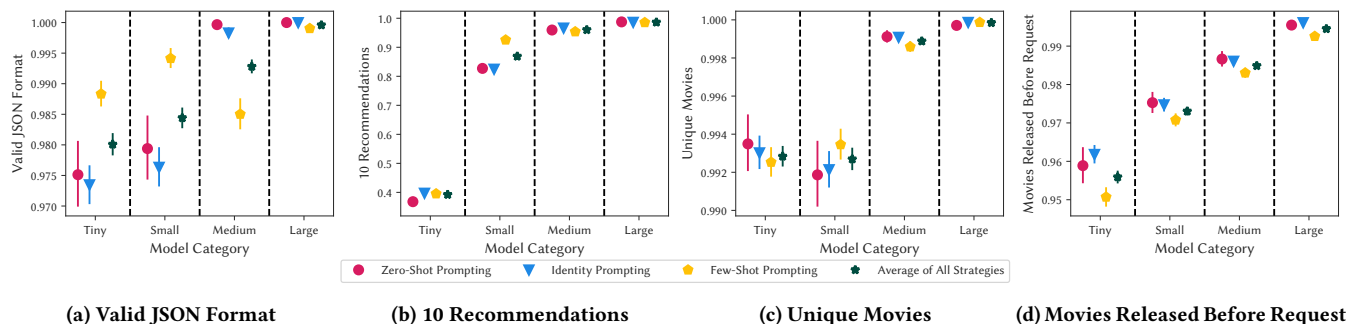 1.000
0.995
0.990
0.985
0.980
0.975
0.970
Valid JSON Format
Tiny Small Medium Large
Model Category
1.0
0.9
0.8
0.7
0.6
0.5
0.4
10 Recommendations
Tiny Small Medium Large
Model Category
1.000
0.998
0.996
0.994
0.992
0.990
Unique Movies
Tiny Small Medium Large
Model Category
0.99
0.98
0.97
0.96
0.95
Movies Released Before Request
Tiny Small Medium Large
Model Category
Zero-Shot Prompting Identity Prompting Few-Shot Prompting Average of All Strategies
(a) Valid JSON Format (b) 10 Recommendations (c) Unique Movies (d) Movies Released Before Request